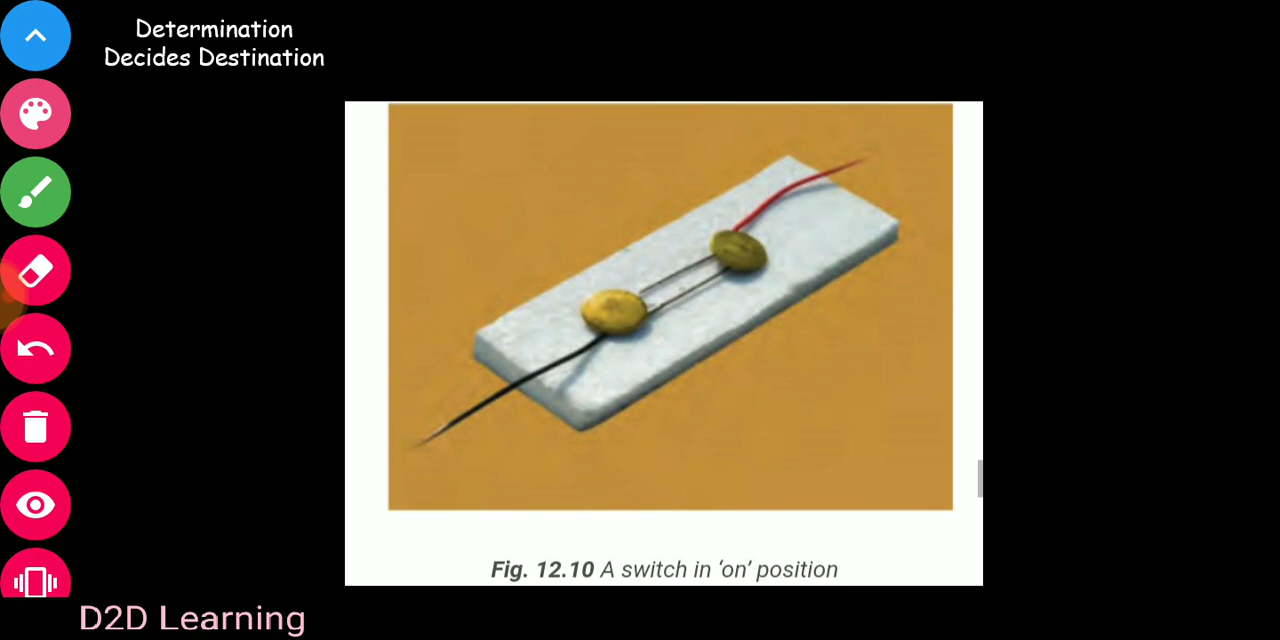 Determination
Decides Destination
Fig. 12.10 A switch in ‘on’ position
D2D Learning